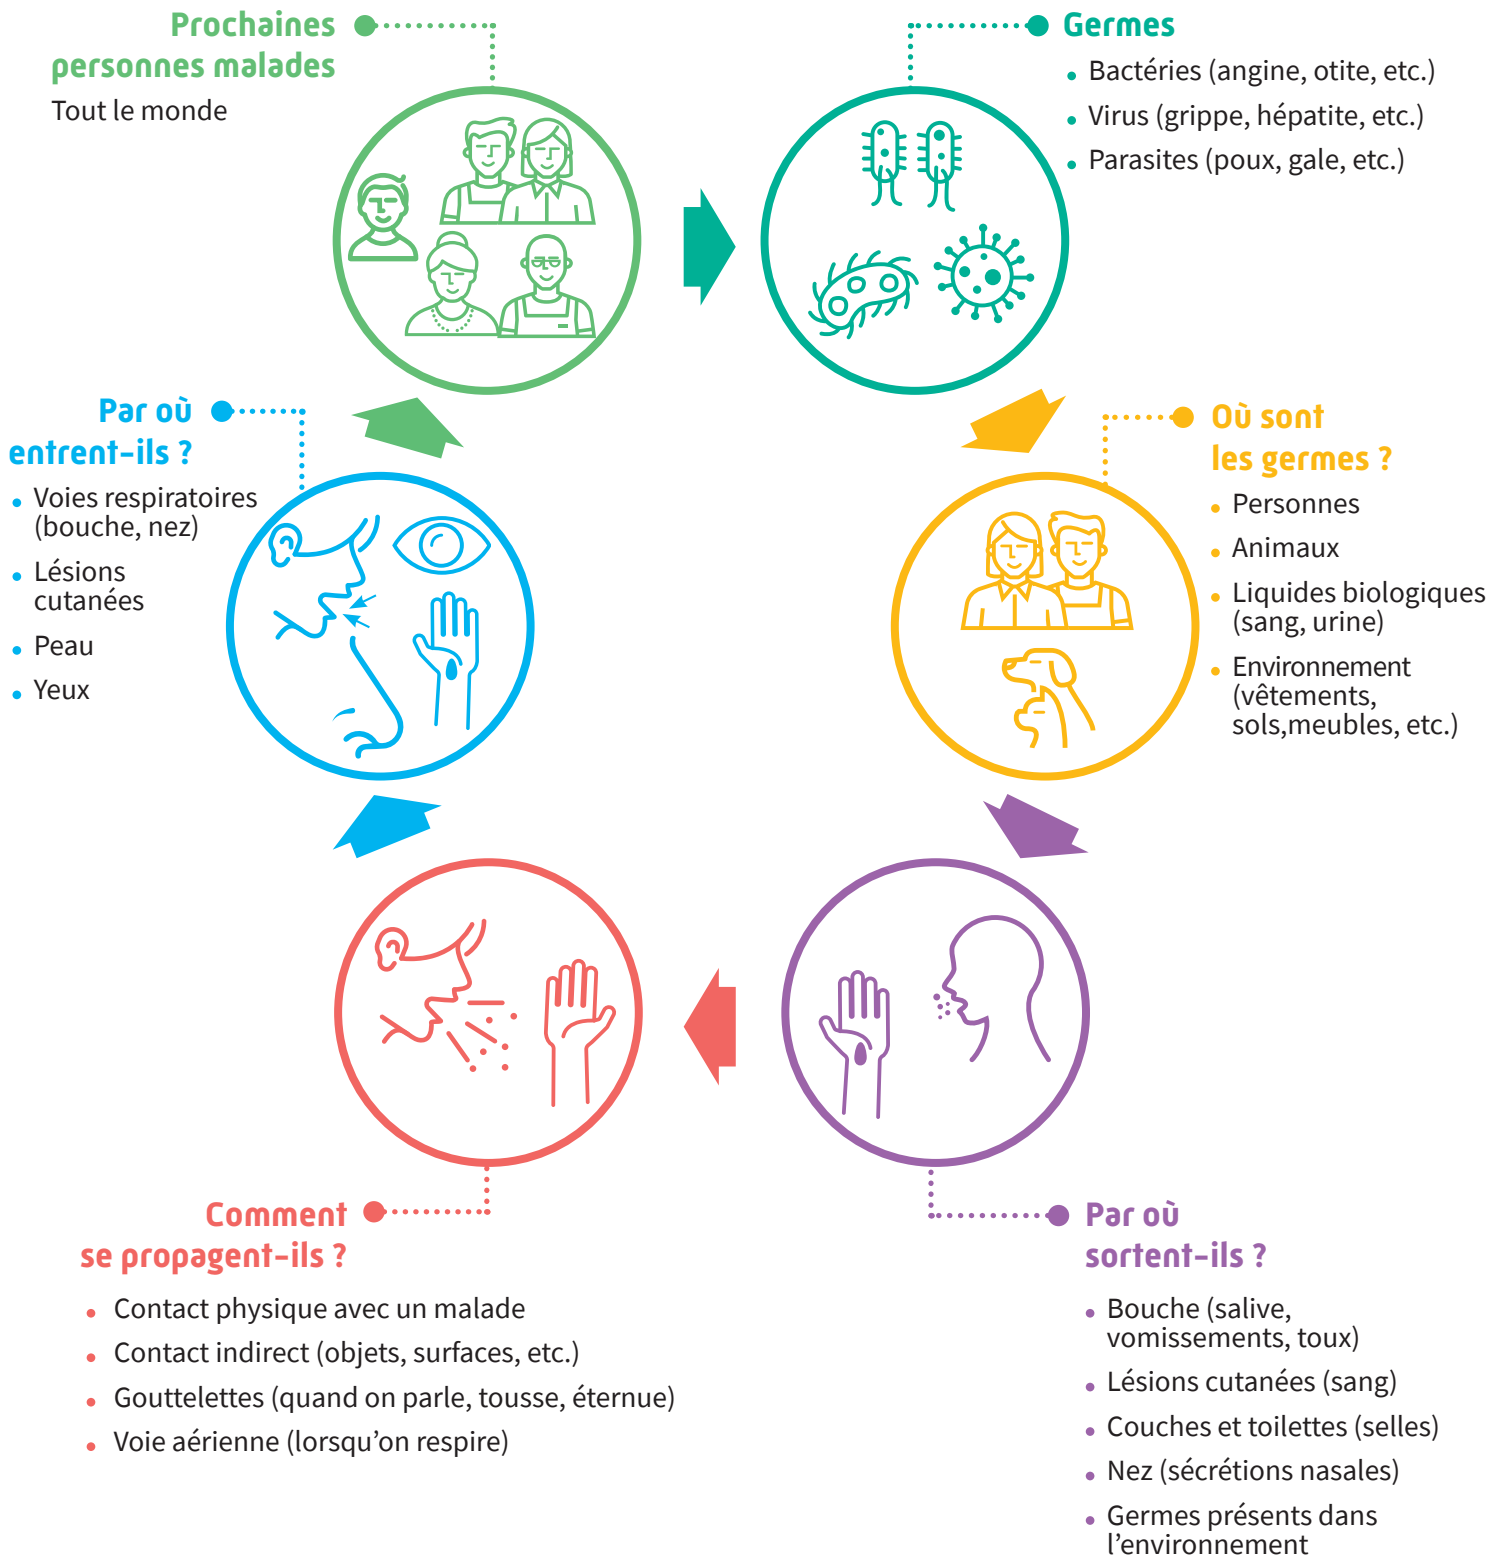 Prochaines
personnes malades
Tout le monde
Germes
• Bactéries (angine, otite, etc.)
• Virus (grippe, hépatite, etc.)
• Parasites (poux, gale, etc.)
Où sont
les germes ?
• Personnes
• Animaux
• Liquides biologiques
(sang, urine)
• Environnement
(vêtements,
sols,meubles, etc.)
Par où
sortent-ils ?
• Bouche (salive,
vomissements, toux)
• Lésions cutanées (sang)
• Couches et toilettes (selles)
• Nez (sécrétions nasales)
• Germes présents dans
l’environnement
Comment
se propagent-ils ?
• Contact physique avec un malade
• Contact indirect (objets, surfaces, etc.)
• Gouttelettes (quand on parle, tousse, éternue)
• Voie aérienne (lorsqu’on respire)
Par où
entrent-ils ?
• Voies respiratoires
(bouche, nez)
• Lésions
cutanées
• Peau
• Yeux